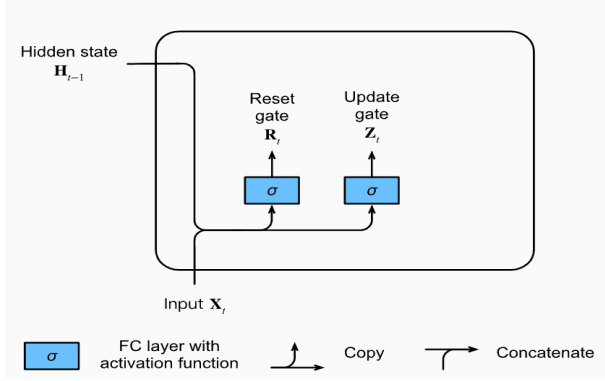 Hidden state
H_{t−1}
Reset
gate
R_t
Update
gate
Z_t
σ
σ
Input X_t
σ
FC layer with
activation function
Copy
Concatenate